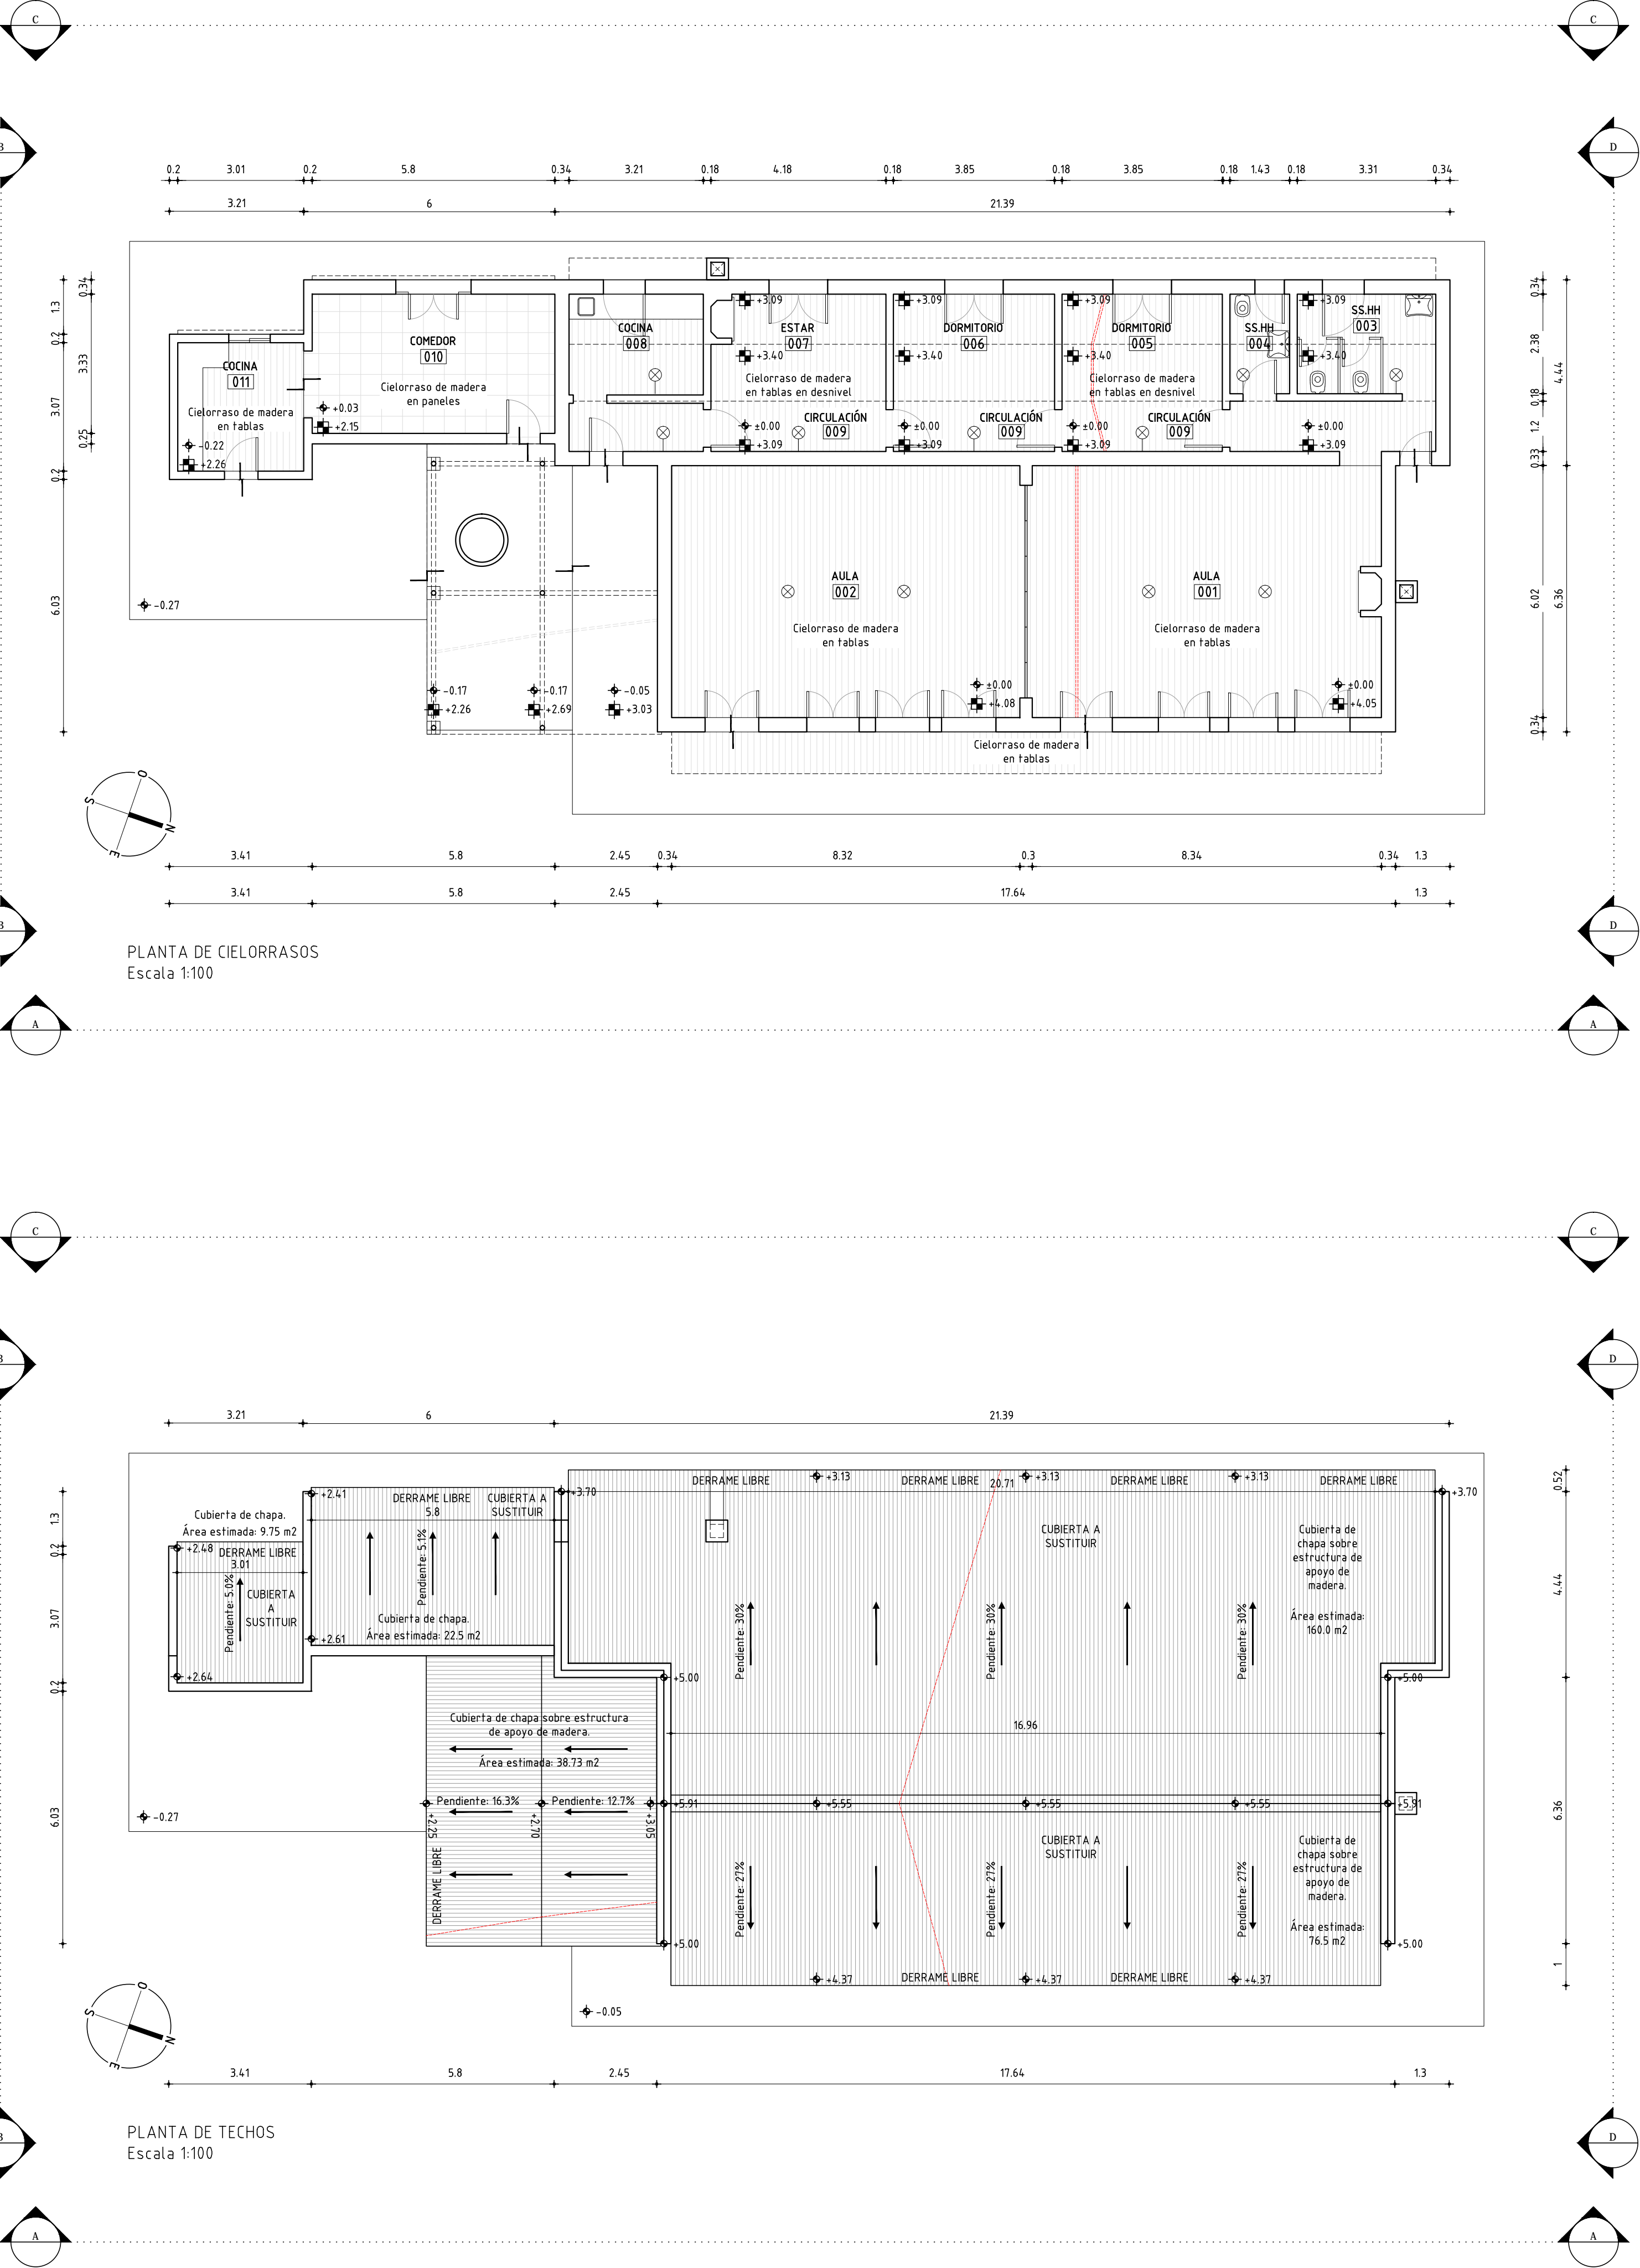 C
C
B
D
0.2
3.01
0.2
5.8
0.34
3.21
0.18
4.18
0.18
3.85
0.18
3.85
0.18
1.43
0.18
3.31
0.34
3.21
6
21.39
0.34
1.3
0.2
3.33
3.07
0.25
0.2
6.03
COCINA
011
Cielorraso de madera
en tablas
-0.22
+2.26
COMEDOR
010
Cielorraso de madera
en paneles
+0.03
+2.15
COCINA
008
+3.09
ESTAR
007
+3.40
Cielorraso de madera
en tablas en desnivel
CIRCULACIÓN
±0.00
009
+3.09
+3.09
DORMITORIO
006
+3.40
CIRCULACIÓN
±0.00
009
+3.09
+3.09
DORMITORIO
005
+3.40
Cielorraso de madera
en tablas en desnivel
CIRCULACIÓN
±0.00
009
+3.09
SS.HH
004
+3.09
SS.HH
003
+3.40
±0.00
+3.09
0.34
2.38
4.44
0.18
1.2
0.33
6.02
6.36
0.34
AULA
002
Cielorraso de madera
en tablas
AULA
001
Cielorraso de madera
en tablas
-0.27
-0.17
+2.26
-0.17
+2.69
-0.05
+3.03
±0.00
+4.08
±0.00
+4.05
Cielorraso de madera
en tablas
O
S
N
E
3.41
5.8
2.45
0.34
8.32
0.3
8.34
0.34
1.3
3.41
5.8
2.45
17.64
1.3
B
D
PLANTA DE CIELORRASOS
Escala 1:100
A
A
C
C
B
D
3.21
6
21.39
1.3
0.2
3.07
0.2
6.03
Cubierta de chapa.
Área estimada: 9.75 m2
+2.48
DERRAME LIBRE
3.01
Pendiente: 5.0%
CUBIERTA
A
SUSTITUIR
+2.64
+2.41
DERRAME LIBRE
5.8
CUBIERTA A
SUSTITUIR
Pendiente: 5.1%
Cubierta de chapa.
Área estimada: 22.5 m2
+2.61
+3.70
DERRAME LIBRE
+3.13
DERRAME LIBRE
+3.13
20.71
DERRAME LIBRE
+3.13
DERRAME LIBRE
+3.70
CUBIERTA A
SUSTITUIR
Cubierta de
chapa sobre
estructura de
apoyo de
madera.
Área estimada:
160.0 m2
Pendiente: 30%
Pendiente: 30%
Pendiente: 30%
+5.00
+5.00
0.52
4.44
6.36
1
Cubierta de chapa sobre estructura
de apoyo de madera.
Área estimada: 38.73 m2
16.96
Pendiente: 16.3%
Pendiente: 12.7%
+2.25
+2.70
+3.05
+5.91
+5.55
+5.55
+5.55
+5.91
-0.27
DERRAME LIBRE
CUBIERTA A
SUSTITUIR
Cubierta de
chapa sobre
estructura de
apoyo de
madera.
Área estimada:
76.5 m2
Pendiente: 27%
Pendiente: 27%
Pendiente: 27%
+5.00
+5.00
+4.37
DERRAME LIBRE
+4.37
DERRAME LIBRE
+4.37
-0.05
O
S
N
E
3.41
5.8
2.45
17.64
1.3
PLANTA DE TECHOS
Escala 1:100
B
D
A
A